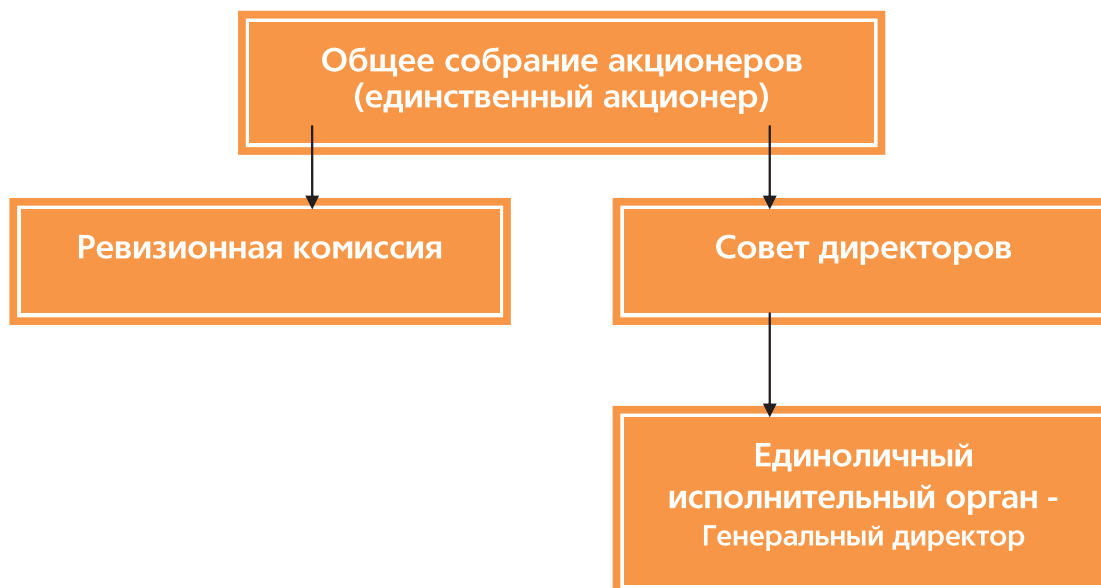 Общее собрание акционеров
(единственный акционер)
Ревизионная комиссия
Совет директоров
Единоличный
исполнительный орган -
Генеральный директор